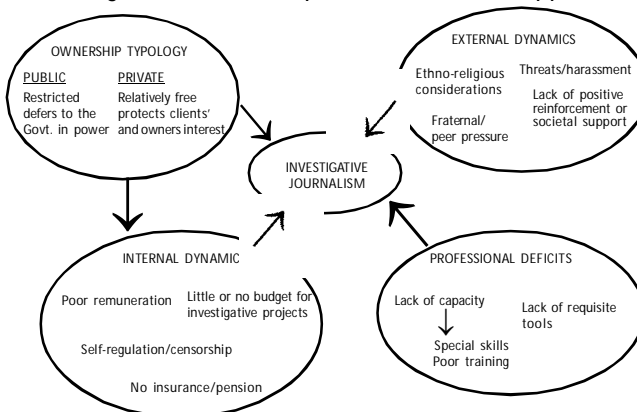 OWNERSHIP TYPOLOGY
PUBLIC PRIVATE
Restricted
defers to the
Govt. in power
Relatively free
protects clients'
and owners interest
EXTERNAL DYNAMICS
Ethno-religious
considerations
Threats/harassment
Fraternal/
peer pressure
Lack of positive
reinforcement or
societal support
INVESTIGATIVE
JOURNALISM
INTERNAL DYNAMIC
Poor remuneration
Little or no budget for
investigative projects
Self-regulation/censorship
No insurance/pension
PROFESSIONAL DEFICITS
Lack of capacity
Lack of requisite
tools
Special skills
Poor training